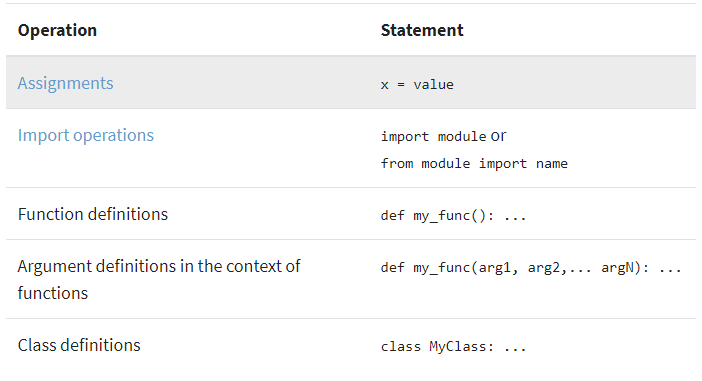 Operation Statement
Assignments x = value
Import operations import module or
from module import name
Function definitions def my_func(): ...
Argument definitions in the context of def my_func(arg1, arg2,... argN): ...
functions
Class definitions class MyClass: ...